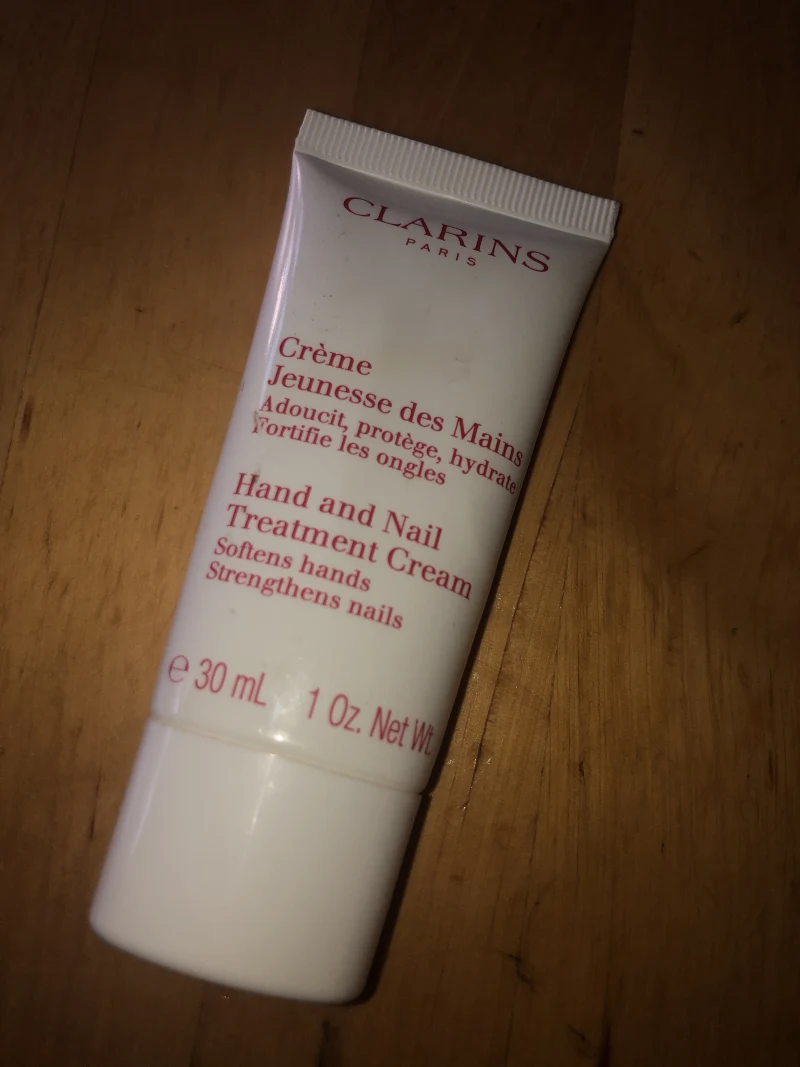 CLARINS
PARIS
Crème
Jeunesse des Mains
Adoucit, protège, hydrate
Fortifie les ongles
Hand and Nail
Treatment Cream
Softens hands
Strengthens nails
℮ 30 mL 1 Oz. Net Wt.